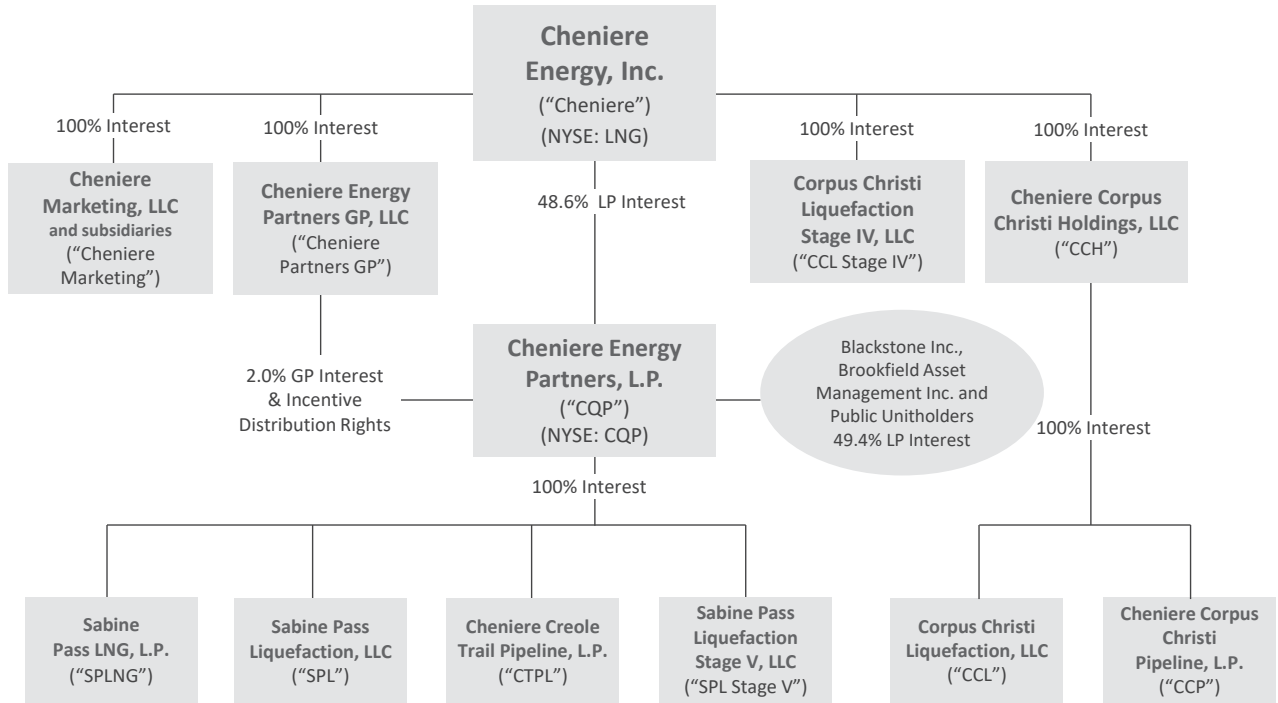 Cheniere
Energy, Inc.
(“Cheniere”)
(NYSE: LNG)
100% Interest
100% Interest
100% Interest
100% Interest
Cheniere
Marketing, LLC
and subsidiaries
(“Cheniere
Marketing”)
Cheniere Energy
Partners GP, LLC
(“Cheniere
Partners GP”)
48.6% LP Interest
Corpus Christi
Liquefaction
Stage IV, LLC
(“CCL Stage IV”)
Cheniere Corpus
Christi Holdings, LLC
(“CCH”)
2.0% GP Interest
& Incentive
Distribution Rights
Cheniere Energy
Partners, L.P.
(“CQP”)
(NYSE: CQP)
Blackstone Inc.,
Brookfield Asset
Management Inc. and
Public Unitholders
49.4% LP Interest
100% Interest
100% Interest
Sabine
Pass LNG, L.P.
(“SPLNG”)
Sabine Pass
Liquefaction, LLC
(“SPL”)
Cheniere Creole
Trail Pipeline, L.P.
(“CTPL”)
Sabine Pass
Liquefaction
Stage V, LLC
(“SPL Stage V”)
Corpus Christi
Liquefaction, LLC
(“CCL”)
Cheniere Corpus
Christi
Pipeline, L.P.
(“CCP”)